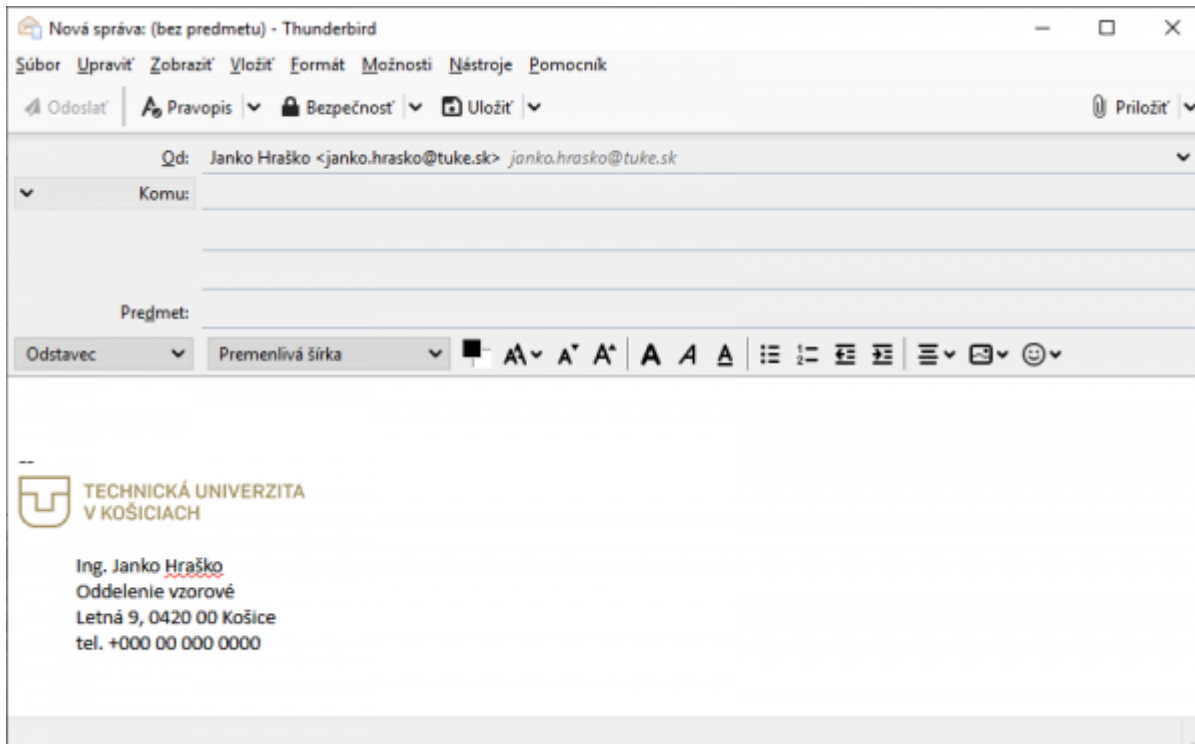 Nová správa: (bez predmetu) - Thunderbird
Súbor Upraviť Zobraziť Vložiť Formát Možnosti Nástroje Pomocník
Odoslať Pravopis Bezpečnosť Uložiť Priložiť
Od: Janko Hraško <janko.hrasko@tuke.sk> janko.hrasko@tuke.sk
Komu:
Predmet:
Odstavec Premenlivá šírka
--
TECHNICKÁ UNIVERZITA
V KOŠICIACH
Ing. Janko Hraško
Oddelenie vzorové
Letná 9, 0420 00 Košice
tel. +000 00 000 0000